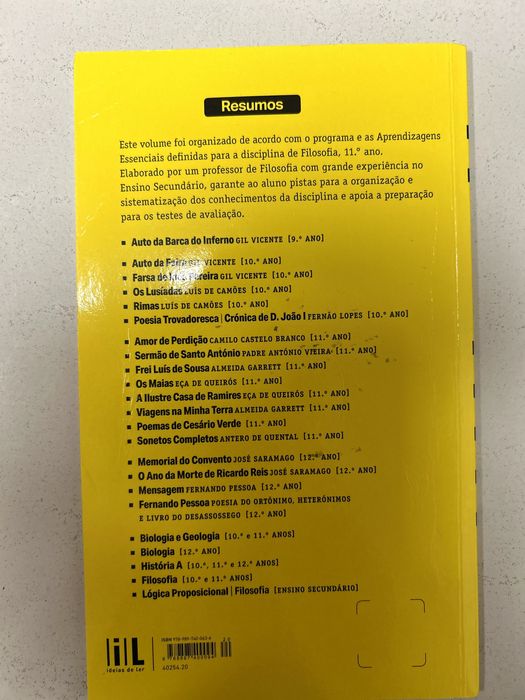 Resumos
Este volume foi organizado de acordo com o programa e as Aprendizagens
Essenciais definidas para a disciplina de Filosofia, 11.º ano.
Elaborado por um professor de Filosofia com grande experiência no
Ensino Secundário, garante ao aluno pistas para a organização e
sistematização dos conhecimentos da disciplina e apoia a preparação
para os testes de avaliação.
▪ Auto da Barca do Inferno GIL VICENTE [9.º ANO]
▪ Auto da Feira GIL VICENTE [10.º ANO]
▪ Farsa de Inês Pereira GIL VICENTE [10.º ANO]
▪ Os Lusíadas LUÍS DE CAMÕES [10.º ANO]
▪ Rimas LUÍS DE CAMÕES [10.º ANO]
▪ Poesia Trovadoresca | Crónica de D. João I FERNÃO LOPES [10.º ANO]
▪ Amor de Perdição CAMILO CASTELO BRANCO [11.º ANO]
▪ Sermão de Santo António PADRE ANTÓNIO VIEIRA [11.º ANO]
▪ Frei Luís de Sousa ALMEIDA GARRETT [11.º ANO]
▪ Os Maias EÇA DE QUEIRÓS [11.º ANO]
▪ A Ilustre Casa de Ramires EÇA DE QUEIRÓS [11.º ANO]
▪ Viagens na Minha Terra ALMEIDA GARRETT [11.º ANO]
▪ Poemas de Cesário Verde [11.º ANO]
▪ Sonetos Completos ANTERO DE QUENTAL [11.º ANO]
▪ Memorial do Convento JOSÉ SARAMAGO [12.º ANO]
▪ O Ano da Morte de Ricardo Reis JOSÉ SARAMAGO [12.º ANO]
▪ Mensagem FERNANDO PESSOA [12.º ANO]
▪ Fernando Pessoa POESIA DO ORTÓNIMO, HETERÓNIMOS
E LIVRO DO DESASSOSSEGO [12.º ANO]
▪ Biologia e Geologia [10.º e 11.º ANOS]
▪ Biologia [12.º ANO]
▪ História A [10.º, 11.º e 12.º ANOS]
▪ Filosofia [10.º e 11.º ANOS]
▪ Lógica Proposicional | Filosofia [ENSINO SECUNDÁRIO]
iL
ideias de ler
40254.20